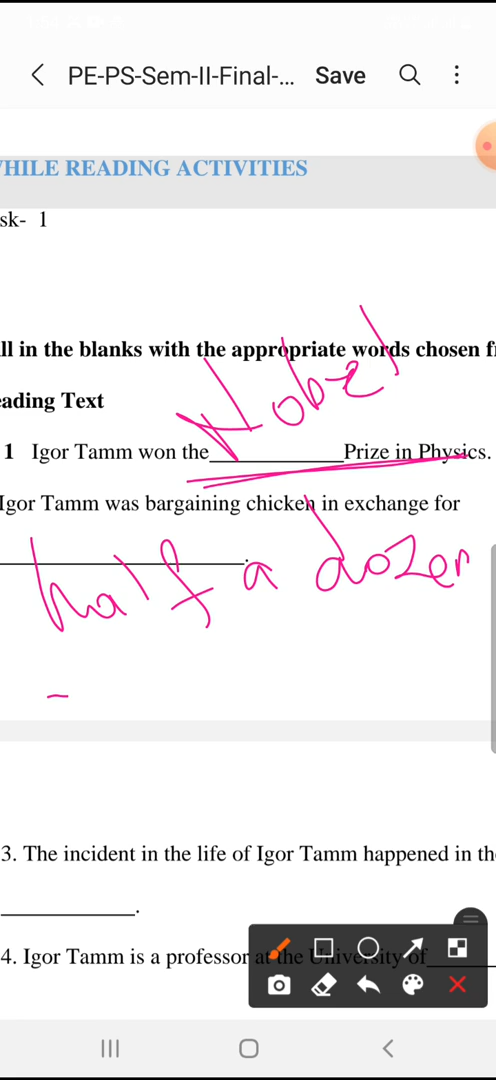 PE-PS-Sem-II-Final-... Save
HILE READING ACTIVITIES
sk- 1
ll in the blanks with the appropriate words chosen f
eading Text
Nobel
1 Igor Tamm won the____________Prize in Physics.
Igor Tamm was bargaining chicken in exchange for
half a dozen
3. The incident in the life of Igor Tamm happened in th
____________.
4. Igor Tamm is a professor at the University of